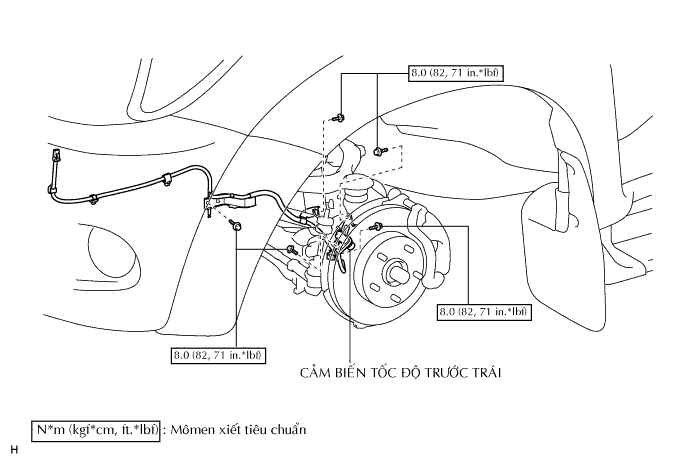 8.0 (82, 71 in.*lbf)
8.0 (82, 71 in.*lbf)
8.0 (82, 71 in.*lbf)
CẢM BIẾN TỐC ĐỘ TRƯỚC TRÁI
N*m (kgf*cm, ft.*lbf) : Mômen xiết tiêu chuẩn
H